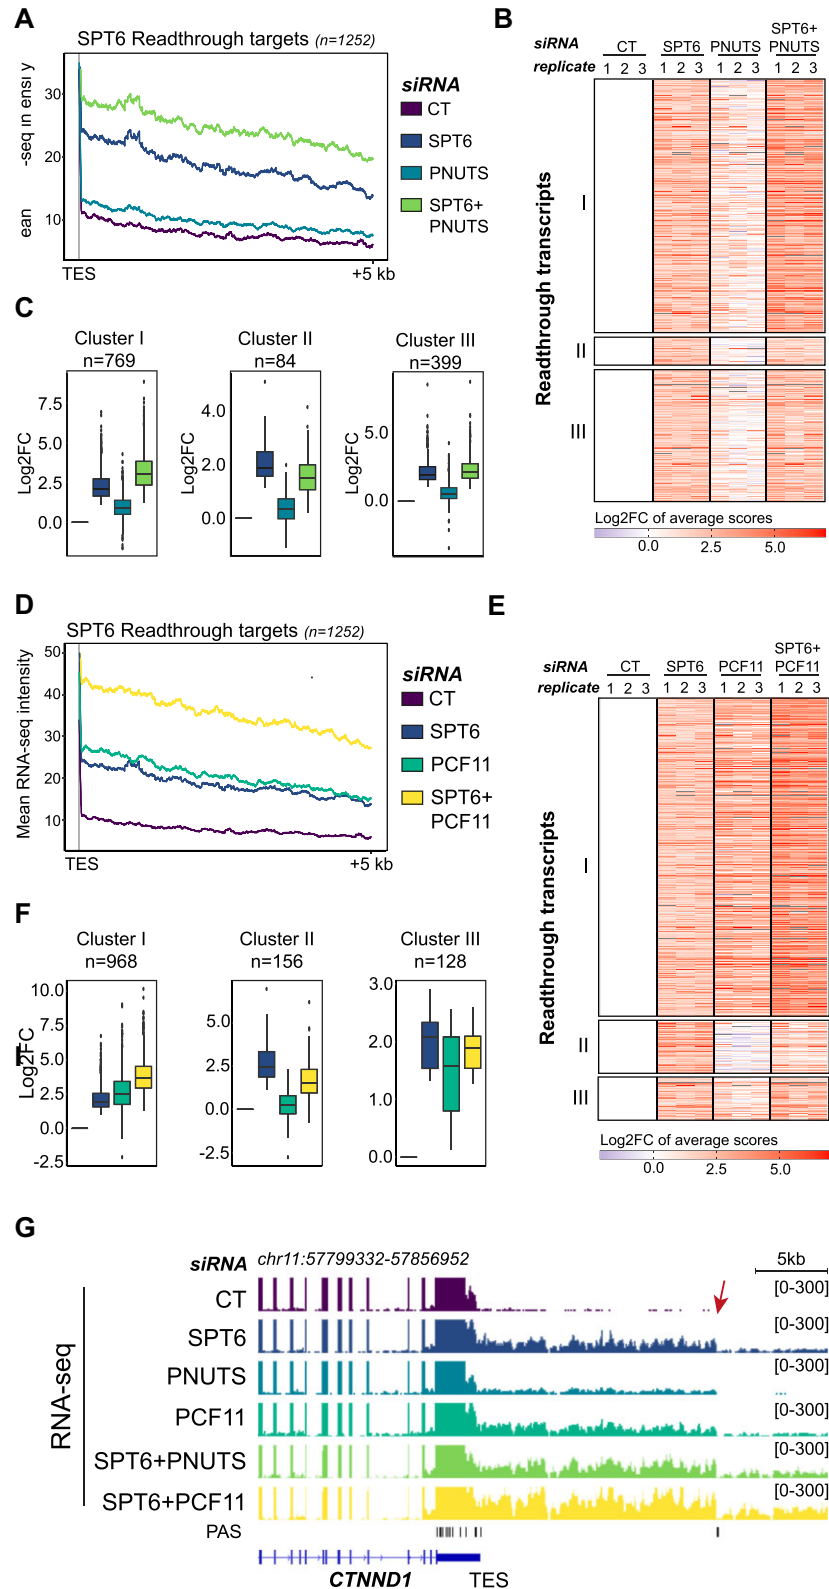 A
SPT6 Readthrough targets (n=1252)
-seq in ensi y
ean
30
20
10
TES
+5 kb
siRNA
CT
SPT6
PNUTS
SPT6+
PNUTS
B
siRNA CT SPT6 PNUTS SPT6+
PNUTS
replicate 1 2 3 1 2 3 1 2 3 1 2 3
Readthrough transcripts
I
II
III
Log2FC of average scores
0.0 2.5 5.0
C
Cluster I
n=769
Log2FC
7.5
5.0
2.5
0.0
Cluster II
n=84
Log2FC
4.0
2.0
0.0
Cluster III
n=399
Log2FC
5.0
0.0
D
SPT6 Readthrough targets (n=1252)
Mean RNA-seq intensity
50
40
30
20
10
TES
+5 kb
siRNA
CT
SPT6
PCF11
SPT6+
PCF11
E
siRNA CT SPT6 PCF11 SPT6+
PCF11
replicate 1 2 3 1 2 3 1 2 3 1 2 3
Readthrough transcripts
I
II
III
Log2FC of average scores
0.0 2.5 5.0
F
Cluster I
n=968
Log2FC
10.0
7.5
5.0
2.5
0.0
-2.5
Cluster II
n=156
5.0
2.5
0.0
-2.5
Cluster III
n=128
3.0
2.0
1.0
0.0
G
siRNA chr11:57799332-57856952 5kb
RNA-seq
CT [0-300]
SPT6 [0-300]
PNUTS [0-300]
PCF11 [0-300]
SPT6+PNUTS [0-300]
SPT6+PCF11 [0-300]
PAS
CTNND1 TES